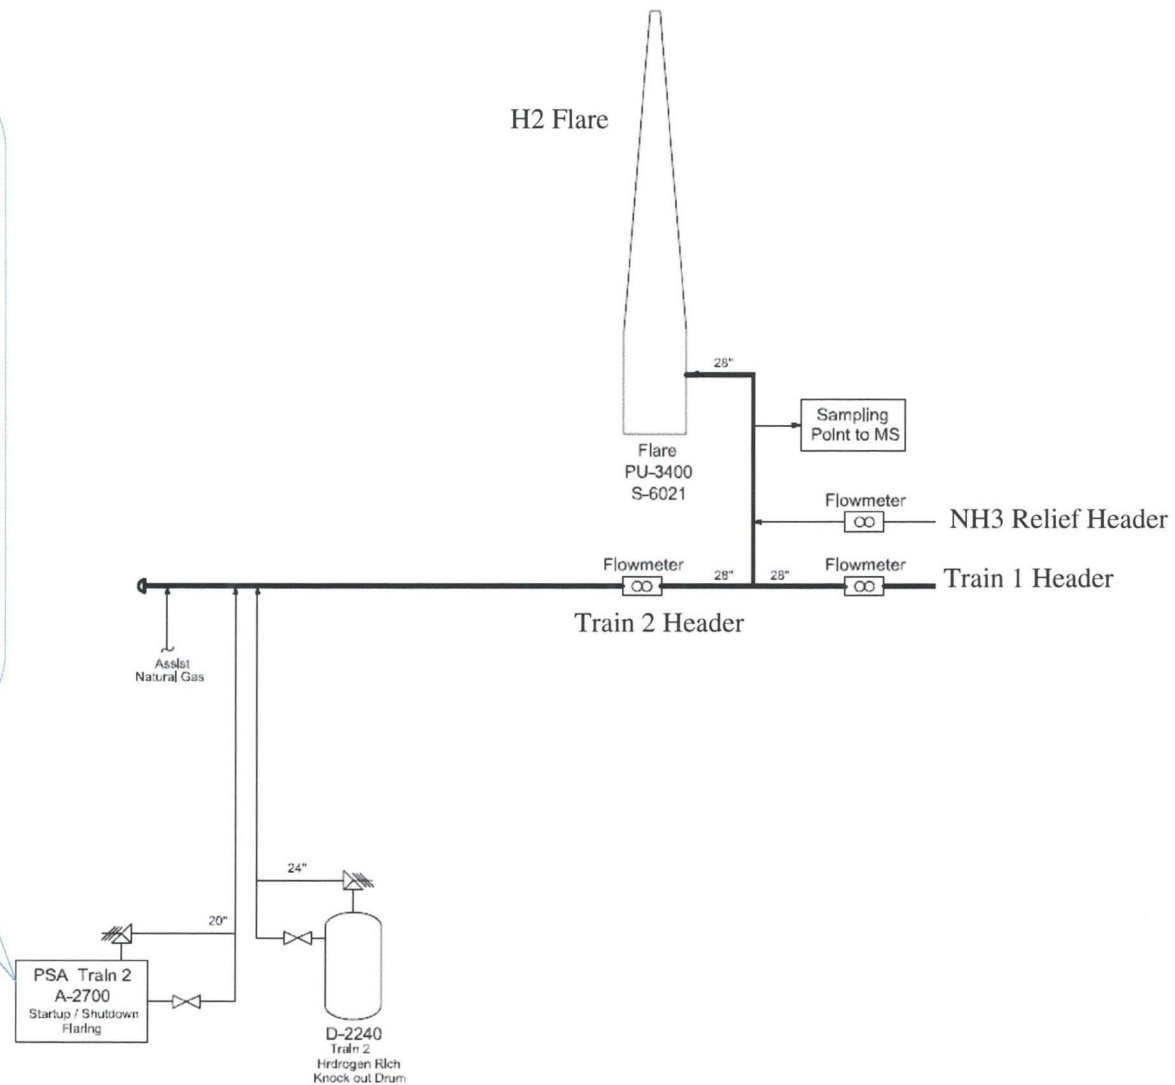 H2 Flare
28"
Sampling
Point to MS
Flare
PU-3400
S-6021
Flowmeter
NH3 Relief Header
Flowmeter
28"
28"
Flowmeter
Train 1 Header
Train 2 Header
Assist
Natural Gas
24"
20"
PSA Train 2
A-2700
Startup / Shutdown
Flaring
D-2240
Train 2
Hrdrogen Rich
Knock out Drum